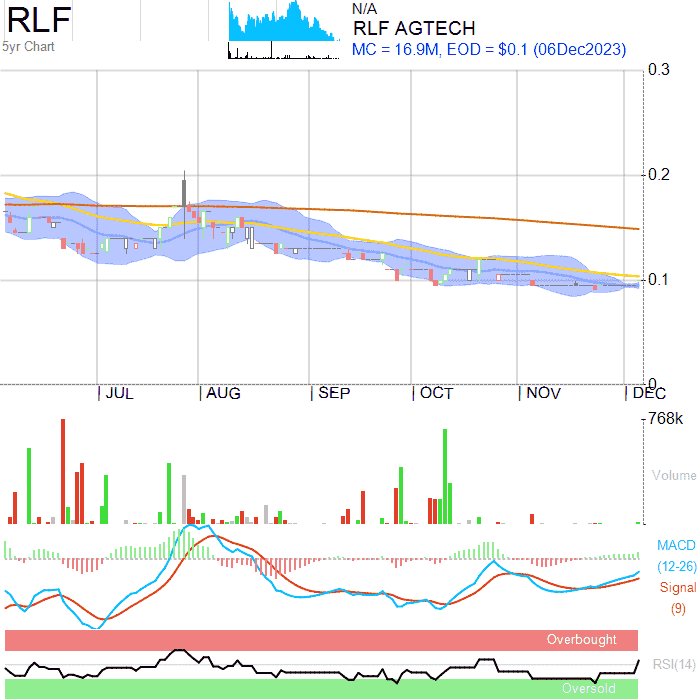 RLF
5yr Chart
N/A
RLF AGTECH
MC = 16.9M, EOD = $0.1 (06Dec2023)
0.3
0.2
0.1
0
JUL AUG SEP OCT NOV DEC
768k
Volume
MACD
(12-26)
Signal
(9)
Overbought
RSI(14)
Oversold